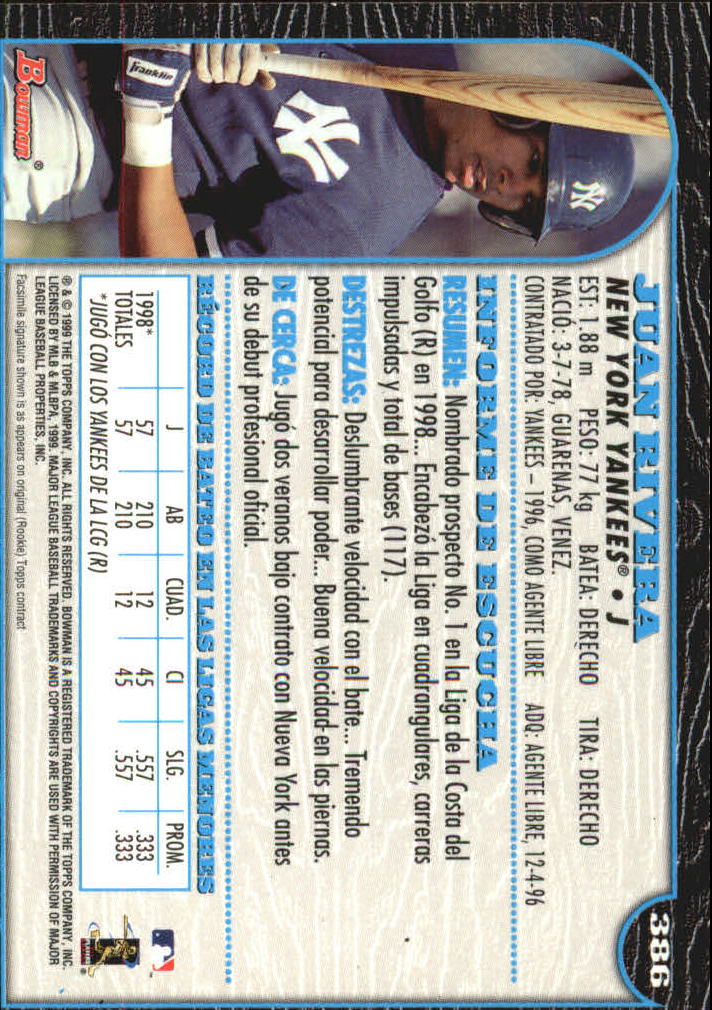 386
JUAN RIVERA
NEW YORK YANKEES® • J
EST: 1.88 m PESO: 77 kg BATEA: DERECHO TIRA: DERECHO
NACIÓ: 3-7-78, GUARENAS, VENEZ.
CONTRATADO POR: YANKEES – 1996, COMO AGENTE LIBRE ADQ: AGENTE LIBRE, 12-4-96
INFORME DE ESCUCHA
RESUMEN: Nombrado prospecto No. 1 en la Liga de la Costa del
Golfo (R) en 1998... Encabezó la Liga en cuadrangulares, carreras
impulsadas y total de bases (117).
DESTREZAS: Deslumbrante velocidad con el bate... Tremendo
potencial para desarrollar poder... Buena velocidad en las piernas.
DE CERCA: Jugó dos veranos bajo contrato con Nueva York antes
de su debut profesional oficial.
RÉCORD DE BATEO EN LAS LIGAS MENORES
J AB CUAD. CI SLG. PROM.
1998* 57 210 12 45 .557 .333
TOTALES 57 210 12 45 .557 .333
*JUGÓ CON LOS YANKEES DE LA LCG (R)
℗ & © 1999 THE TOPPS COMPANY, INC. ALL RIGHTS RESERVED. BOWMAN IS A REGISTERED TRADEMARK OF THE TOPPS COMPANY, INC.
LICENSED BY MLB & MLBPA, 1999. MAJOR LEAGUE BASEBALL TRADEMARKS AND COPYRIGHTS ARE USED WITH PERMISSION OF MAJOR
LEAGUE BASEBALL PROPERTIES, INC.
Facsimile signature shown is as appears on original (Rookie) Topps contract
Bowman®
Franklin
NY
NY